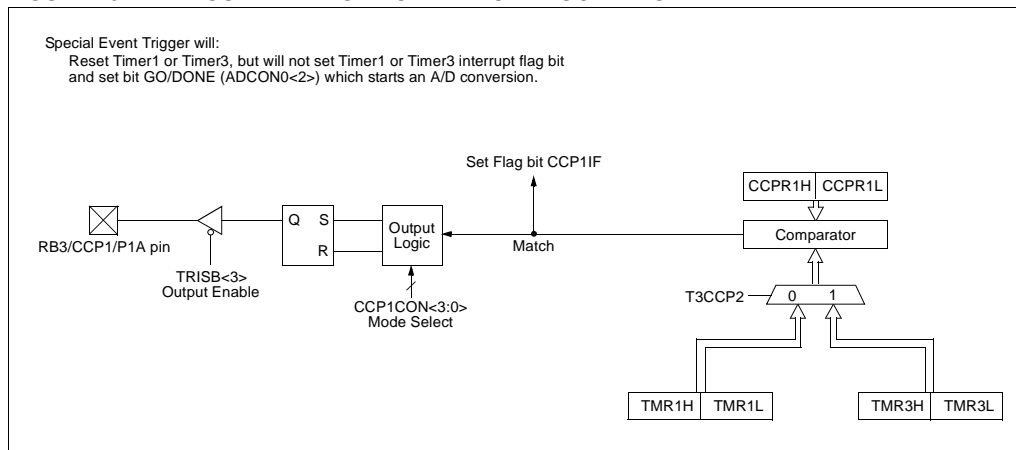 Special Event Trigger will:
Reset Timer1 or Timer3, but will not set Timer1 or Timer3 interrupt flag bit
and set bit GO/DONE (ADCON0<2>) which starts an A/D conversion.
Set Flag bit CCP1IF
CCPR1H CCPR1L
Q S
R
Output
Logic
Comparator
RB3/CCP1/P1A pin
Match
TRISB<3>
Output Enable
CCP1CON<3:0>
Mode Select
T3CCP2
0 1
TMR1H TMR1L
TMR3H TMR3L